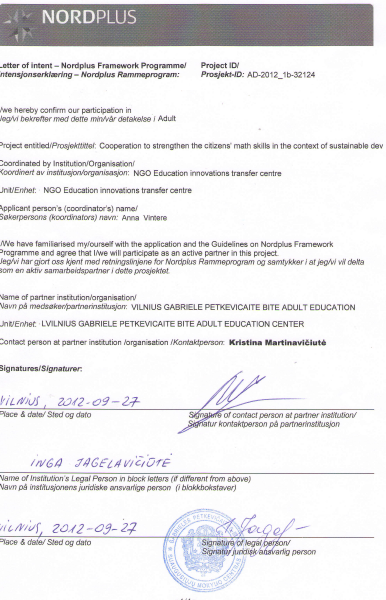 NORDPLUS
Letter of intent – Nordplus Framework Programme/ Project ID/
Intensjonserklæring - Nordplus Rammeprogram: Prosjekt-ID: AD-2012_1b-32124
I/we hereby confirm our participation in
Jeg/vi bekrefter med dette min/vår detakelse i Adult
Project entitled/Prosjekttittel: Cooperation to strengthen the citizens' math skills in the context of sustainable dev
Coordinated by Institution/Organisation/
Koordinert av institusjon/organisasjon: NGO Education innovations transfer centre
Unit/Enhet: NGO Education innovations transfer centre
Applicant person's (coordinator's) name/
Søkerpersons (coordinators) navn: Anna Vintere
I/We have familiarised my/ourself with the application and the Guidelines on Nordplus Framework
Programme and agree that I/we will participate as an active partner in this project.
Jeg/vi har gjort oss kjent med retningslinjene for Nordplus Rammeprogram og samtykker i at jeg/vi vil delta
som en aktiv samarbeidspartner i dette prosjektet.
Name of partner institution/organisation/
Navn på medsøker/partnerinstitusjon: VILNIUS GABRIELE PETKEVICAITE BITE ADULT EDUCATION
Unit/Enhet: LVILNIUS GABRIELE PETKEVICAITE BITE ADULT EDUCATION CENTER
Contact person at partner institution /organisation /Kontaktperson: Kristina Martinavičiutė
Signatures/Signaturer:
VILNIUS, 2012-09-27
Place & date/ Sted og dato Signature of contact person at partner institution/
Signatur kontaktperson på partnerinstitusjon
INGA JAGELAVIČIŪTĖ
Name of Institution's Legal Person in block letters (if different from above)
Navn på institusjonens juridiske ansvarlige person (i blokkbokstaver)
Vilnius, 2012-09-27
Place & date/ Sted og dato Signature of legal person/
Signatur juridisk ansvarlig person